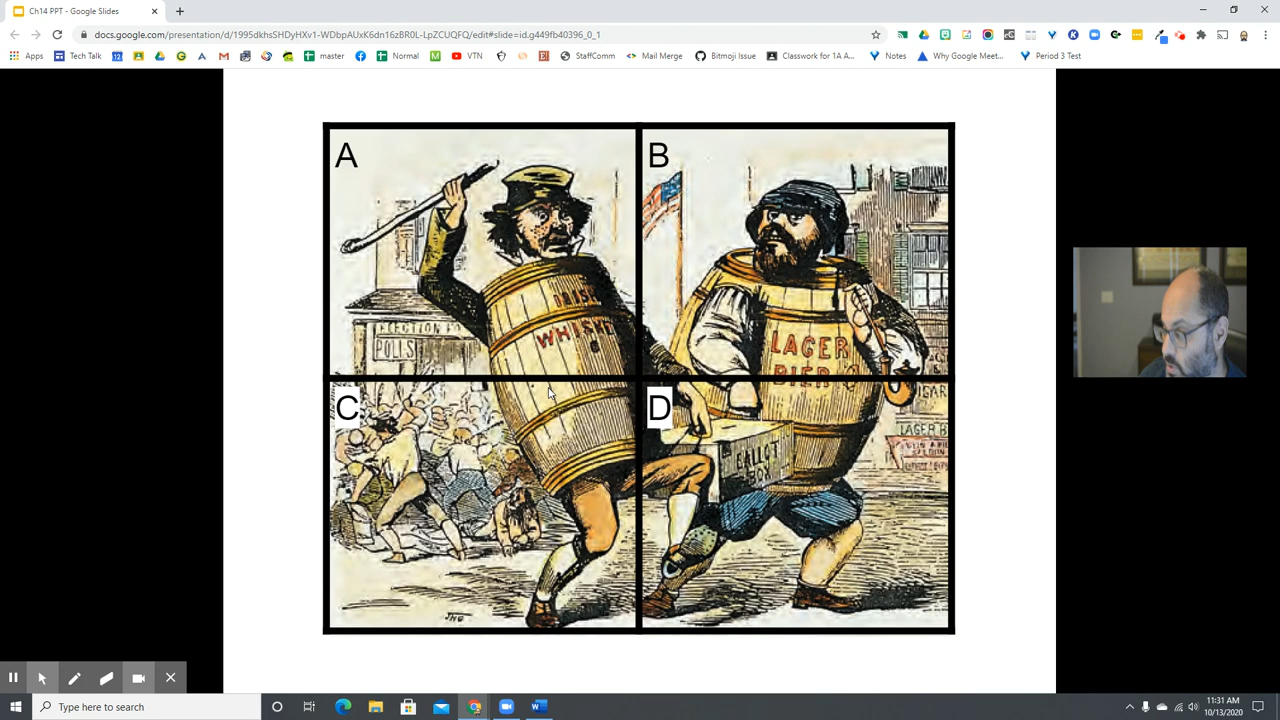 Ch14 PPT - Google Slides
docs.google.com/presentation/d/1995dkhsSHDyHXv1-WDbpAUxK6dn16BR0L-LpZCUQFQ/edit#slide=id.g449fb40396_0_1
Apps
Tech Talk
master
Normal
VTN
StaffComm
Mail Merge
Bitmoji Issue
Classwork for 1A A...
Notes
Why Google Meet...
Period 3 Test
A
B
IRISH
WHISKY
LAGER
BIER
ELECTION
POLLS
C
D
BALLOT
BOX
LAGER B
Type here to search
11:31 AM
10/13/2020